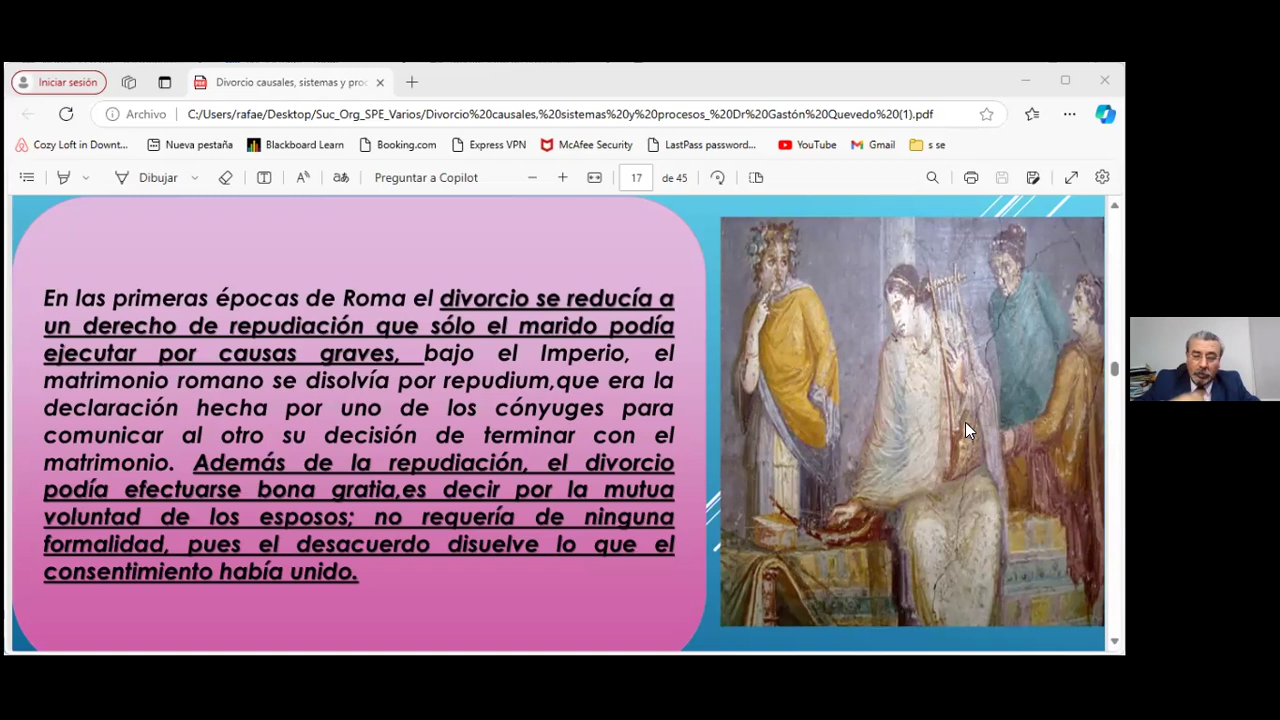 Iniciar sesión
Divorcio causales, sistemas y proc
Archivo
C:/Users/rafae/Desktop/Suc_Org_SPE_Varios/Divorcio%20causales,%20sistemas%20y%20procesos_%20Dr%20Gastón%20Quevedo%20(1).pdf
Cozy Loft in Downt... Nueva pestaña Blackboard Learn Booking.com Express VPN McAfee Security LastPass password... YouTube Gmail s se
Dibujar Preguntar a Copilot 17 de 45
En las primeras épocas de Roma el divorcio se reducía a
un derecho de repudiación que sólo el marido podía
ejecutar por causas graves, bajo el Imperio, el
matrimonio romano se disolvía por repudium,que era la
declaración hecha por uno de los cónyuges para
comunicar al otro su decisión de terminar con el
matrimonio. Además de la repudiación, el divorcio
podía efectuarse bona gratia,es decir por la mutua
voluntad de los esposos; no requería de ninguna
formalidad, pues el desacuerdo disuelve lo que el
consentimiento había unido.